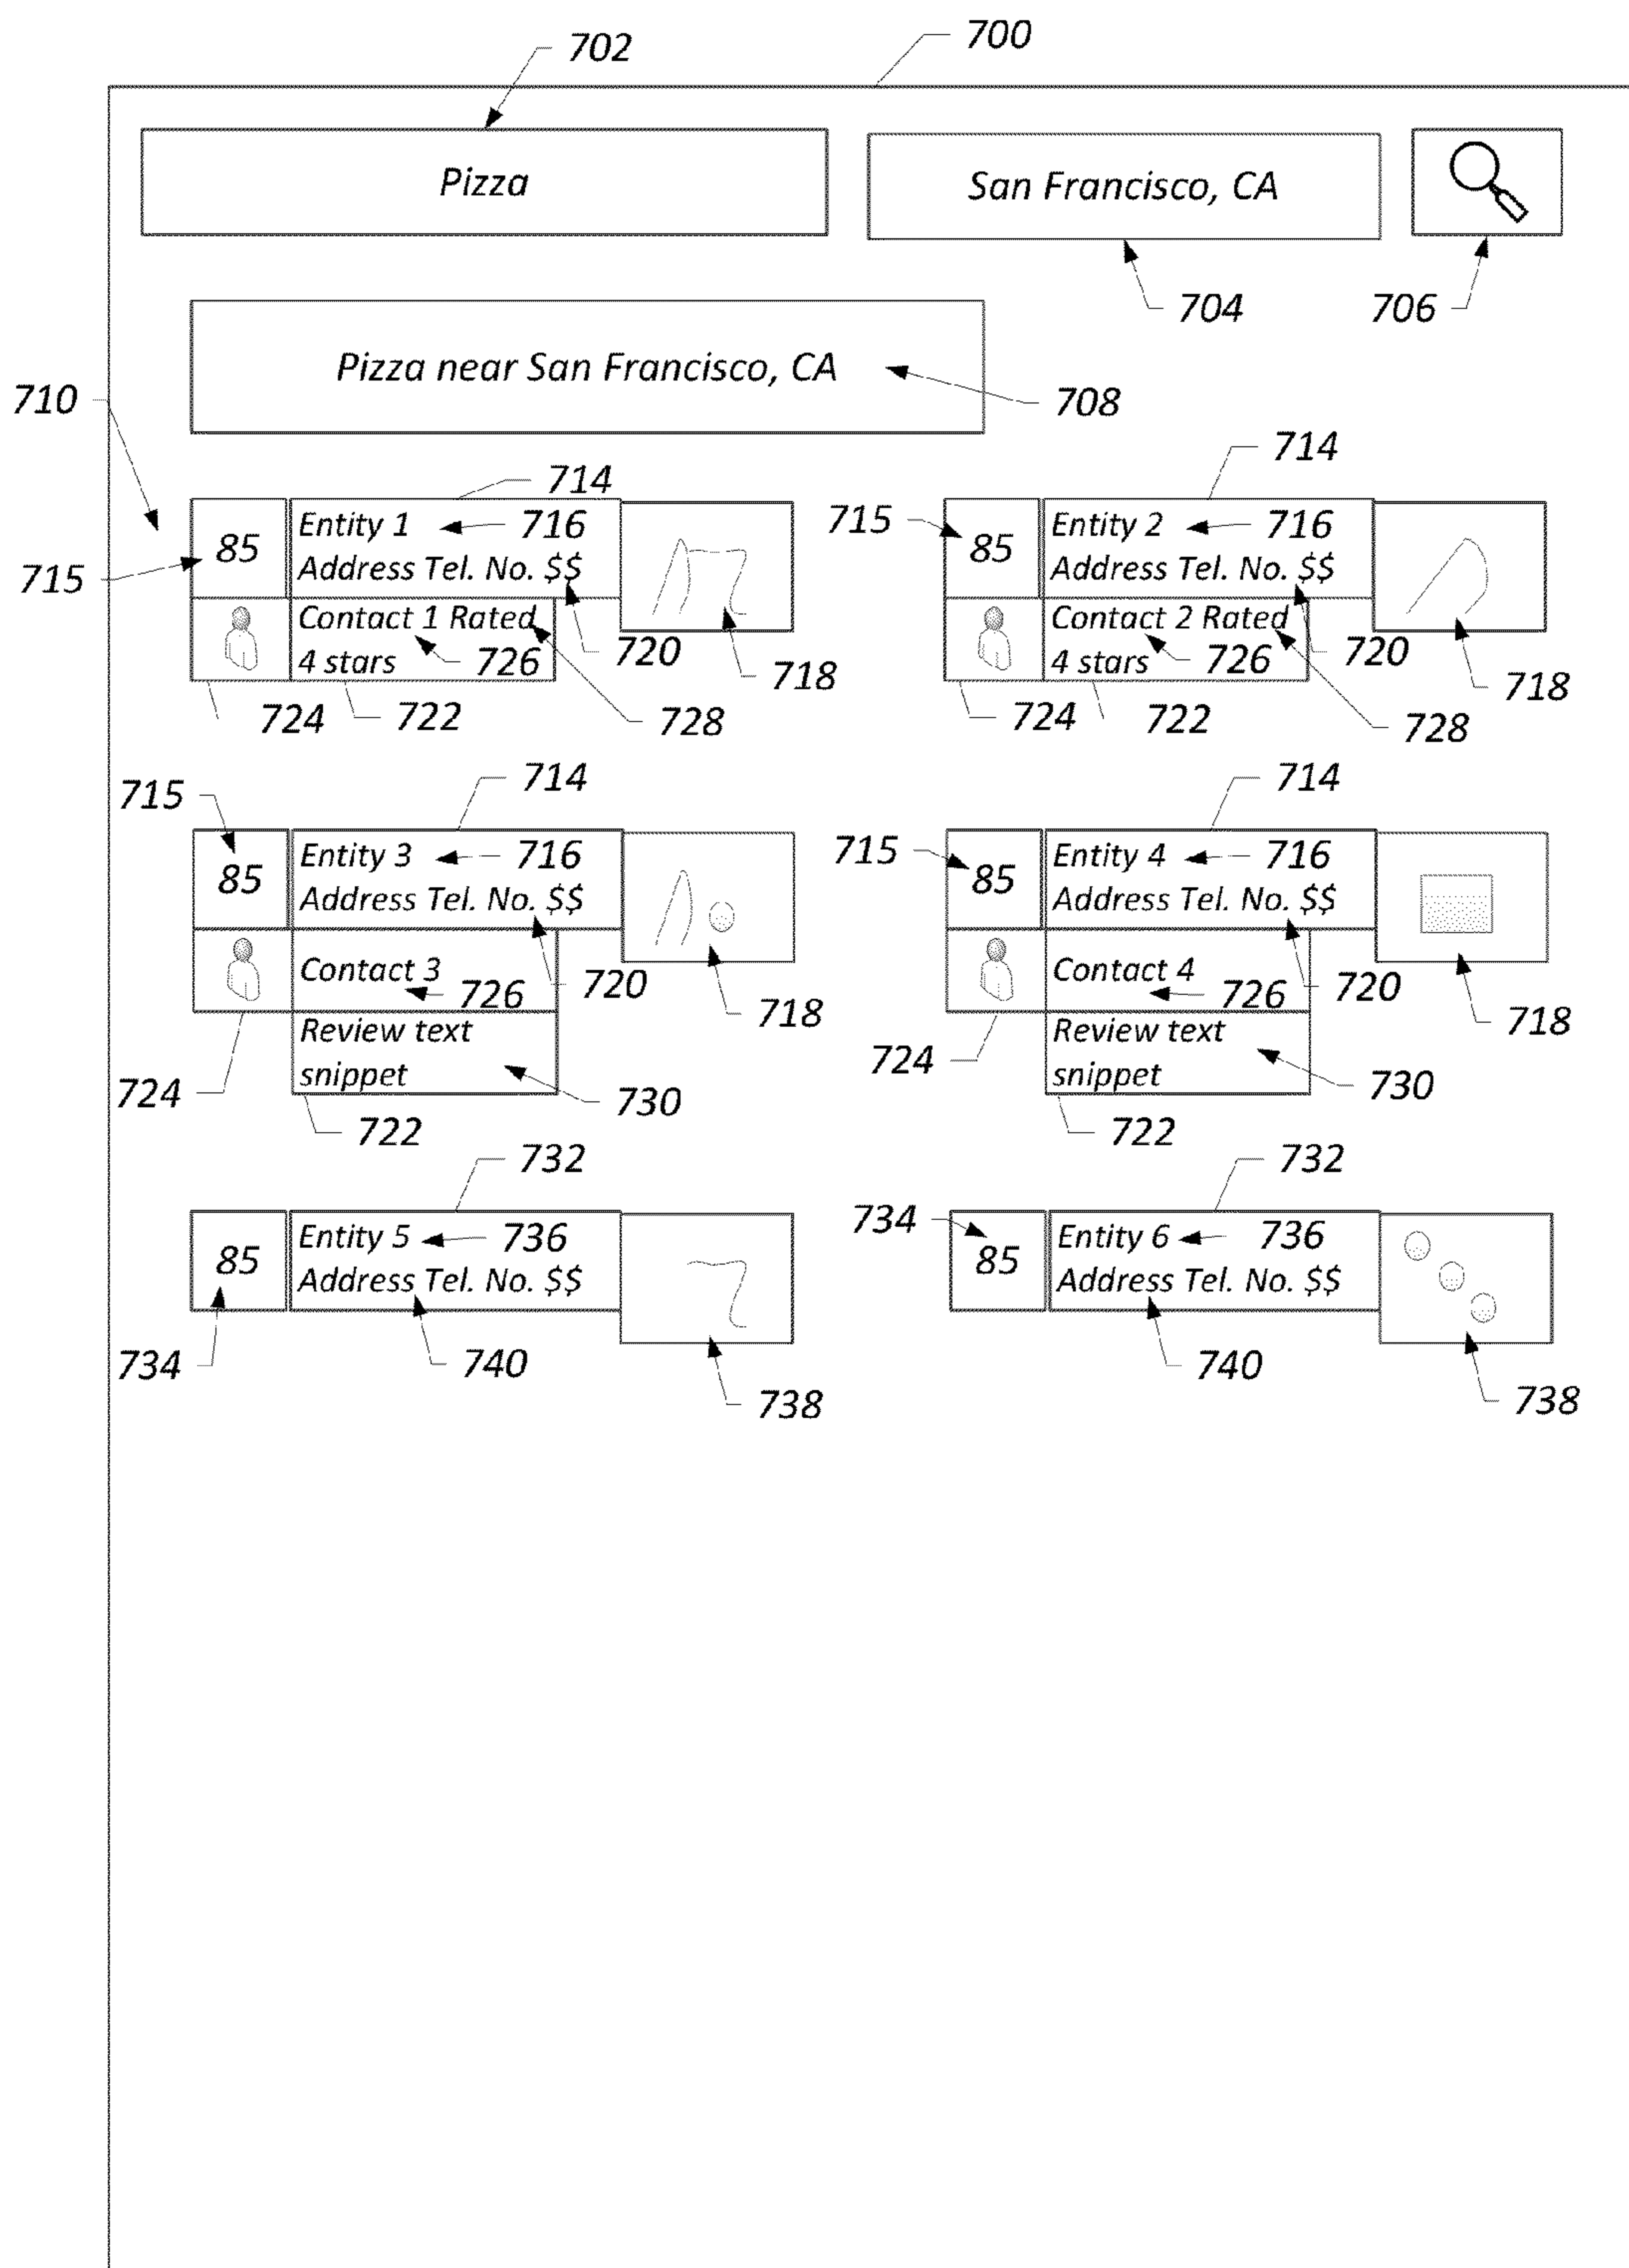 702
700
Pizza
San Francisco, CA
704
706
Pizza near San Francisco, CA
710
708
714
714
715
85
Entity 1
716
Address Tel. No. $$
715
85
Entity 2
716
Address Tel. No. $$
Contact 1 Rated
4 stars
726
720
718
Contact 2 Rated
4 stars
726
720
718
724
722
728
724
722
728
715
714
714
85
Entity 3
716
Address Tel. No. $$
715
85
Entity 4
716
Address Tel. No. $$
Contact 3
726
720
718
Contact 4
726
720
718
Review text
snippet
730
724
722
Review text
snippet
730
724
722
732
732
85
Entity 5
736
Address Tel. No. $$
734
85
Entity 6
736
Address Tel. No. $$
734
740
738
740
738